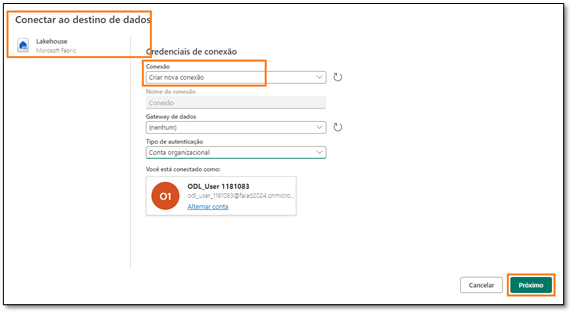 Conectar ao destino de dados
Lakehouse
Microsoft Fabric
Credenciais de conexão
Conexão
Criar nova conexão
Nome da conexão
Conexão
Gateway de dados
(nenhum)
Tipo de autenticação
Conta organizacional
Você está conectado como:
O1
ODL_User 1181083
odl_user_1181083@faiad2024.onmicro...
Alternar conta
Cancelar
Próximo